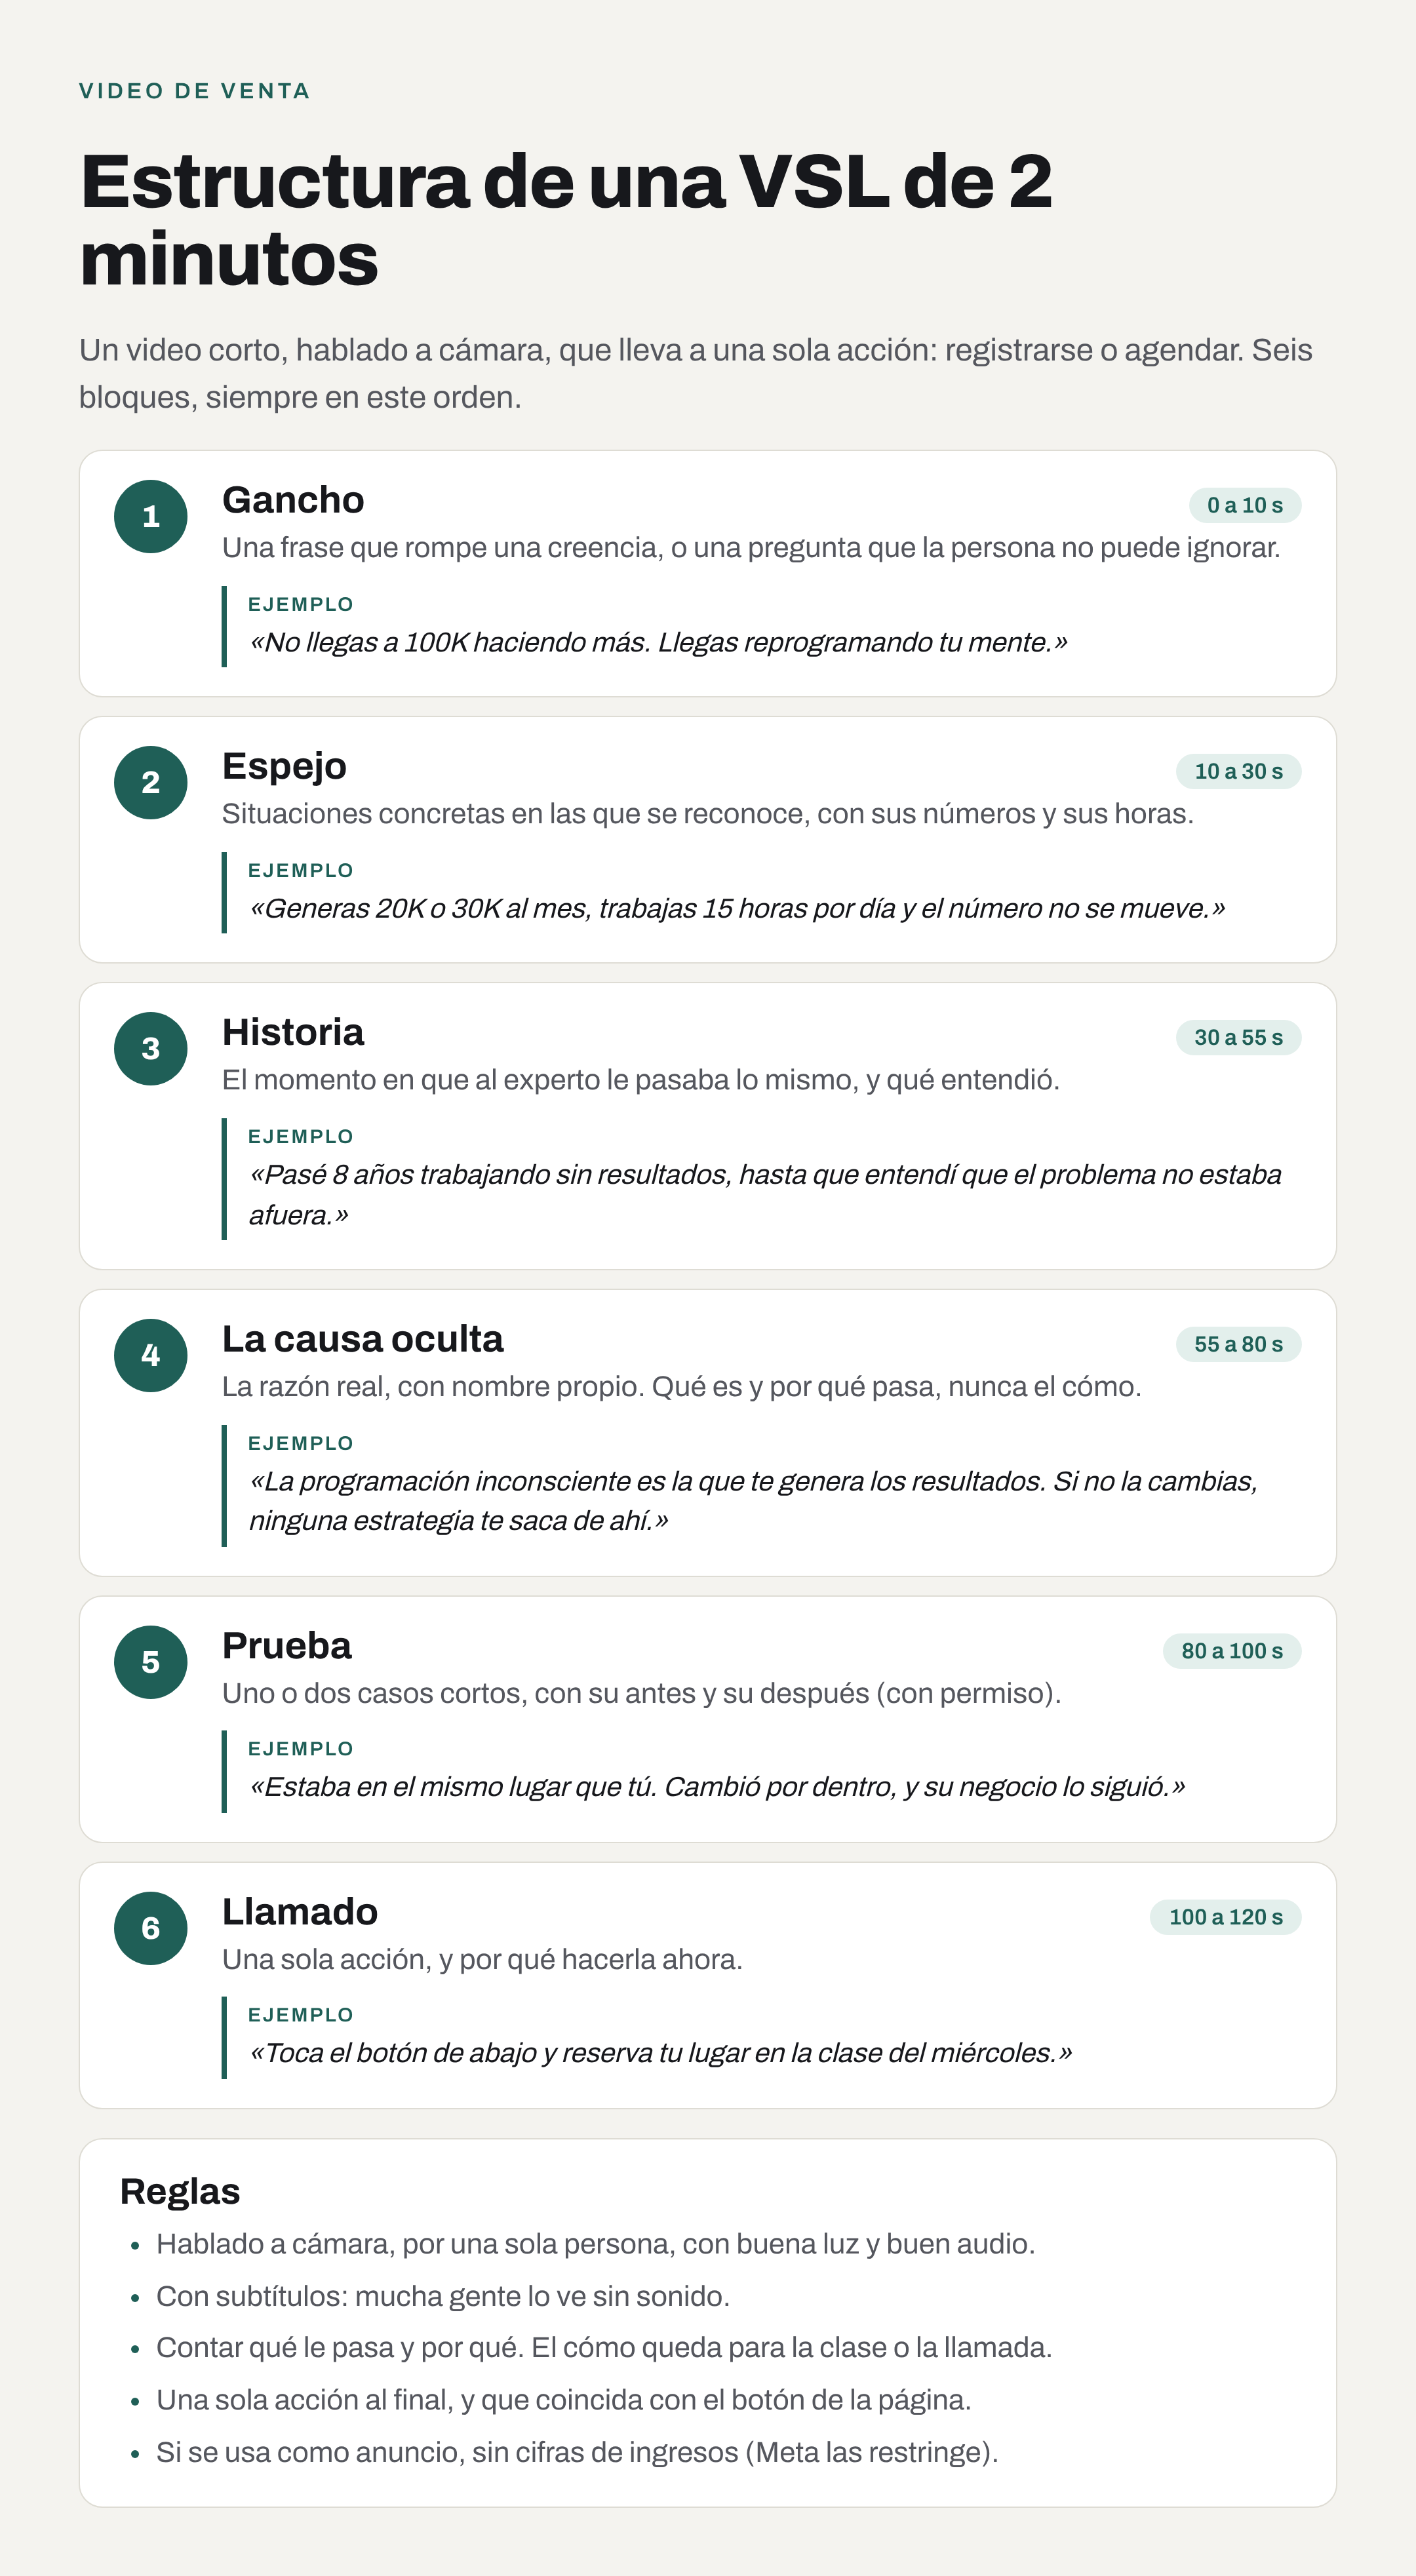 VIDEO DE VENTA
Estructura de una VSL de 2
minutos
Un video corto, hablado a cámara, que lleva a una sola acción: registrarse o agendar. Seis
bloques, siempre en este orden.
1
Gancho
0 a 10 s
Una frase que rompe una creencia, o una pregunta que la persona no puede ignorar.
EJEMPLO
«No llegas a 100K haciendo más. Llegas reprogramando tu mente.»
2
Espejo
10 a 30 s
Situaciones concretas en las que se reconoce, con sus números y sus horas.
EJEMPLO
«Generas 20K o 30K al mes, trabajas 15 horas por día y el número no se mueve.»
3
Historia
30 a 55 s
El momento en que al experto le pasaba lo mismo, y qué entendió.
EJEMPLO
«Pasé 8 años trabajando sin resultados, hasta que entendí que el problema no estaba
afuera.»
4
La causa oculta
55 a 80 s
La razón real, con nombre propio. Qué es y por qué pasa, nunca el cómo.
EJEMPLO
«La programación inconsciente es la que te genera los resultados. Si no la cambias,
ninguna estrategia te saca de ahí.»
5
Prueba
80 a 100 s
Uno o dos casos cortos, con su antes y su después (con permiso).
EJEMPLO
«Estaba en el mismo lugar que tú. Cambió por dentro, y su negocio lo siguió.»
6
Llamado
100 a 120 s
Una sola acción, y por qué hacerla ahora.
EJEMPLO
«Toca el botón de abajo y reserva tu lugar en la clase del miércoles.»
Reglas
• Hablado a cámara, por una sola persona, con buena luz y buen audio.
• Con subtítulos: mucha gente lo ve sin sonido.
• Contar qué le pasa y por qué. El cómo queda para la clase o la llamada.
• Una sola acción al final, y que coincida con el botón de la página.
• Si se usa como anuncio, sin cifras de ingresos (Meta las restringe).